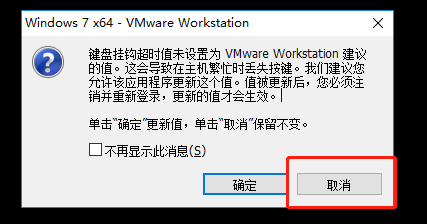 Windows 7 x64 - VMware Workstation
键盘挂钩超时值未设置为 VMware Workstation 建议
的值。这会导致在主机繁忙时丢失按键。我们建议您
允许该应用程序更新这个值。值被更新后，您必须注
销并重新登录，更新的值才会生效。
单击“确定”更新值，单击“取消”保留不变。
不再显示此消息(S)
确定
取消